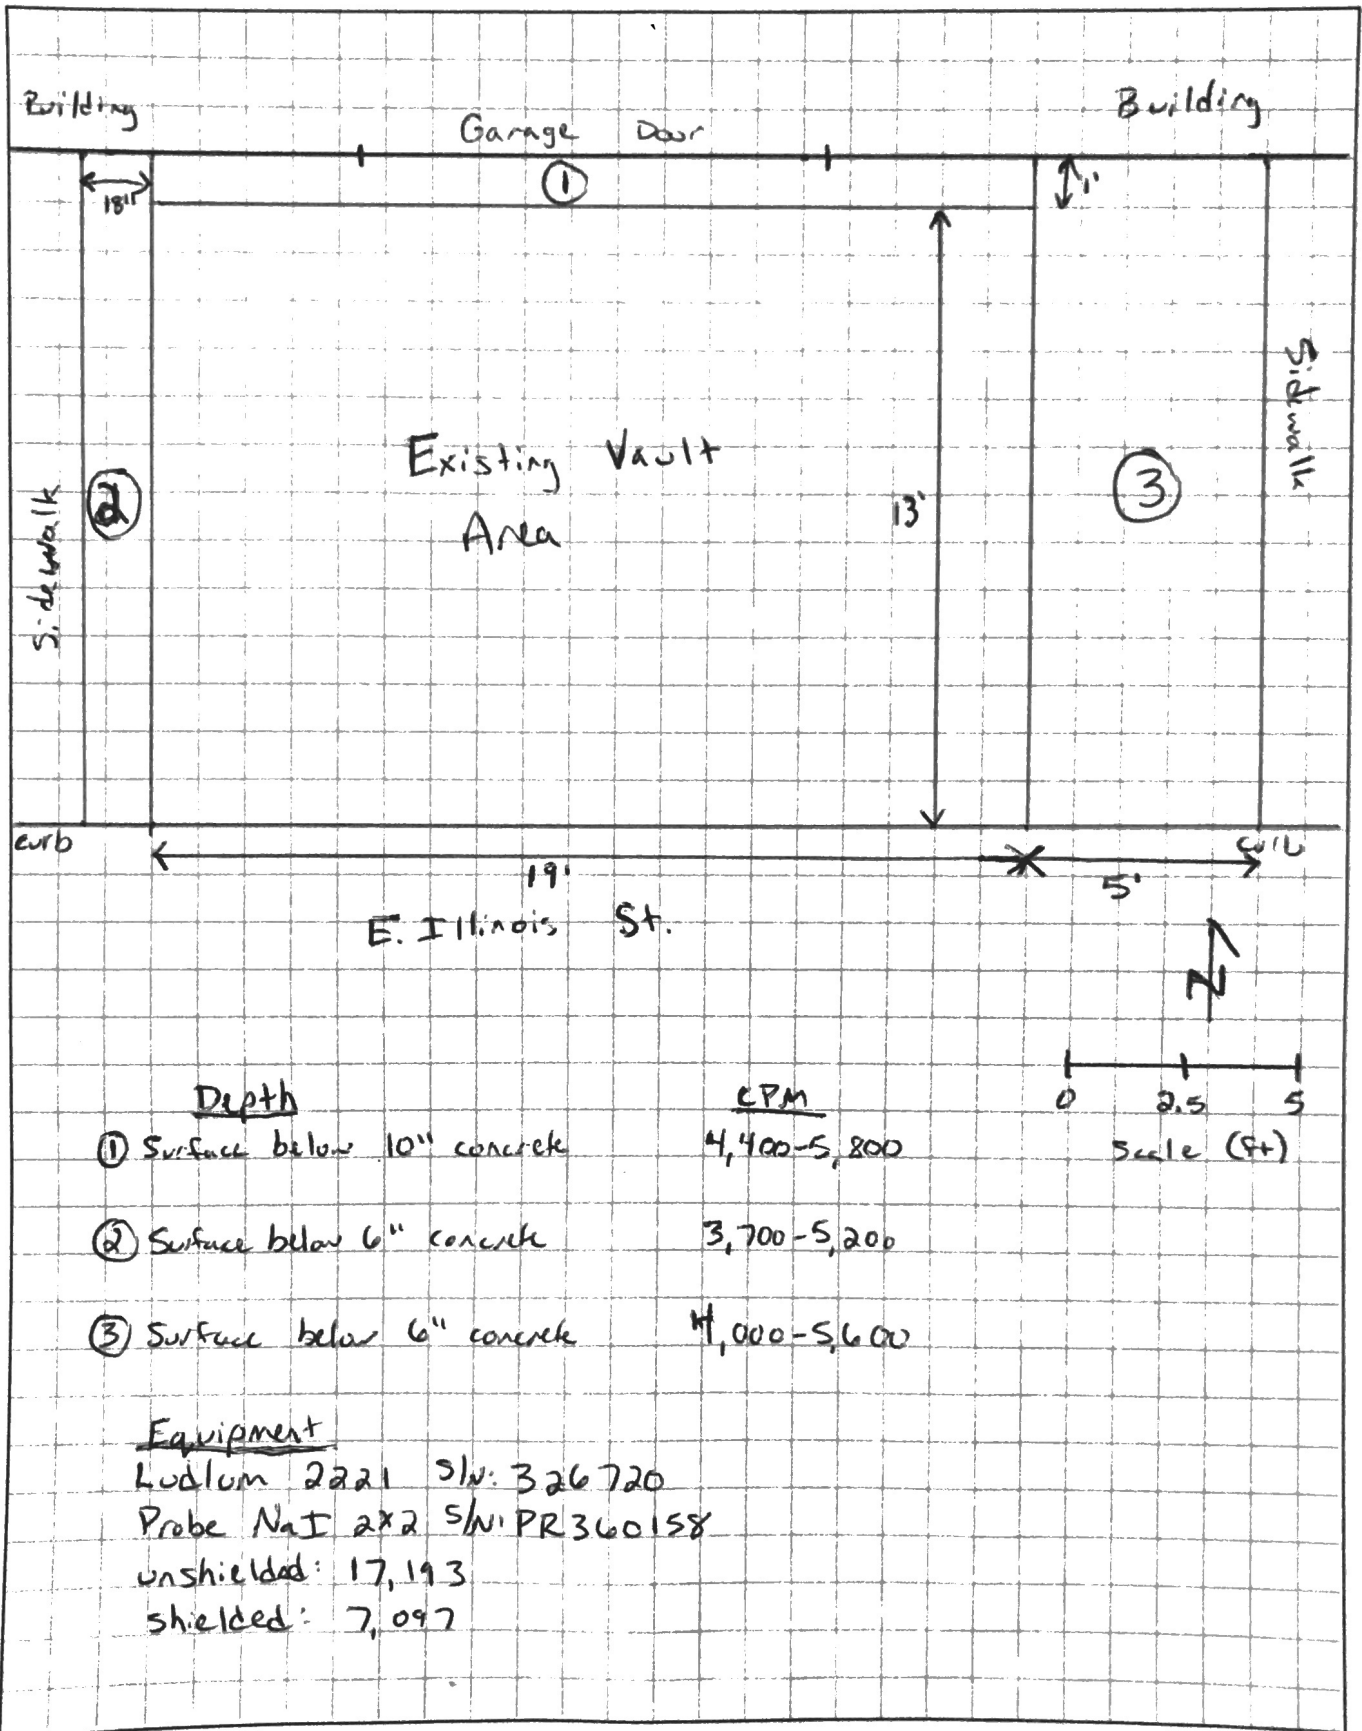 Building
Garage Door
Building
18"
①
1'
Existing Vault
Area
13'
Sidewalk
②
③
Sidewalk
curb
curb
19'
5'
E. Illinois St.
N
0 2.5 5
Scale (ft)
Depth CPM
① Surface below 10" concrete 4,400-5,800
② Surface below 6" concrete 3,700-5,200
③ Surface below 6" concrete 4,000-5,600
Equipment
Ludlum 2221 S/N: 326720
Probe NaI 2x2 S/N: PR360158
unshielded: 17,193
shielded: 7,097